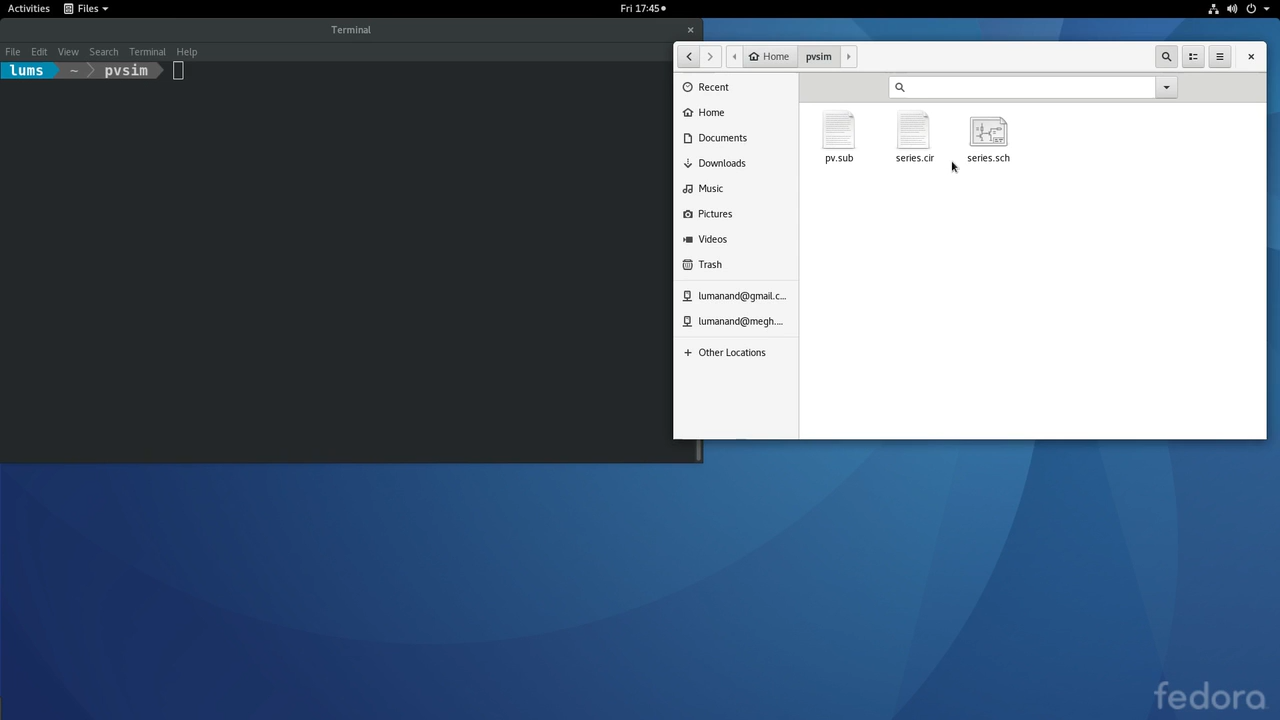 Activities Files Fri 17:45
Terminal
File Edit View Search Terminal Help
lums ~ pvsim
Home pvsim
Recent
Home
Documents
Downloads
Music
Pictures
Videos
Trash
lumanand@gmail.c...
lumanand@megh....
Other Locations
pv.sub series.cir series.sch
fedora